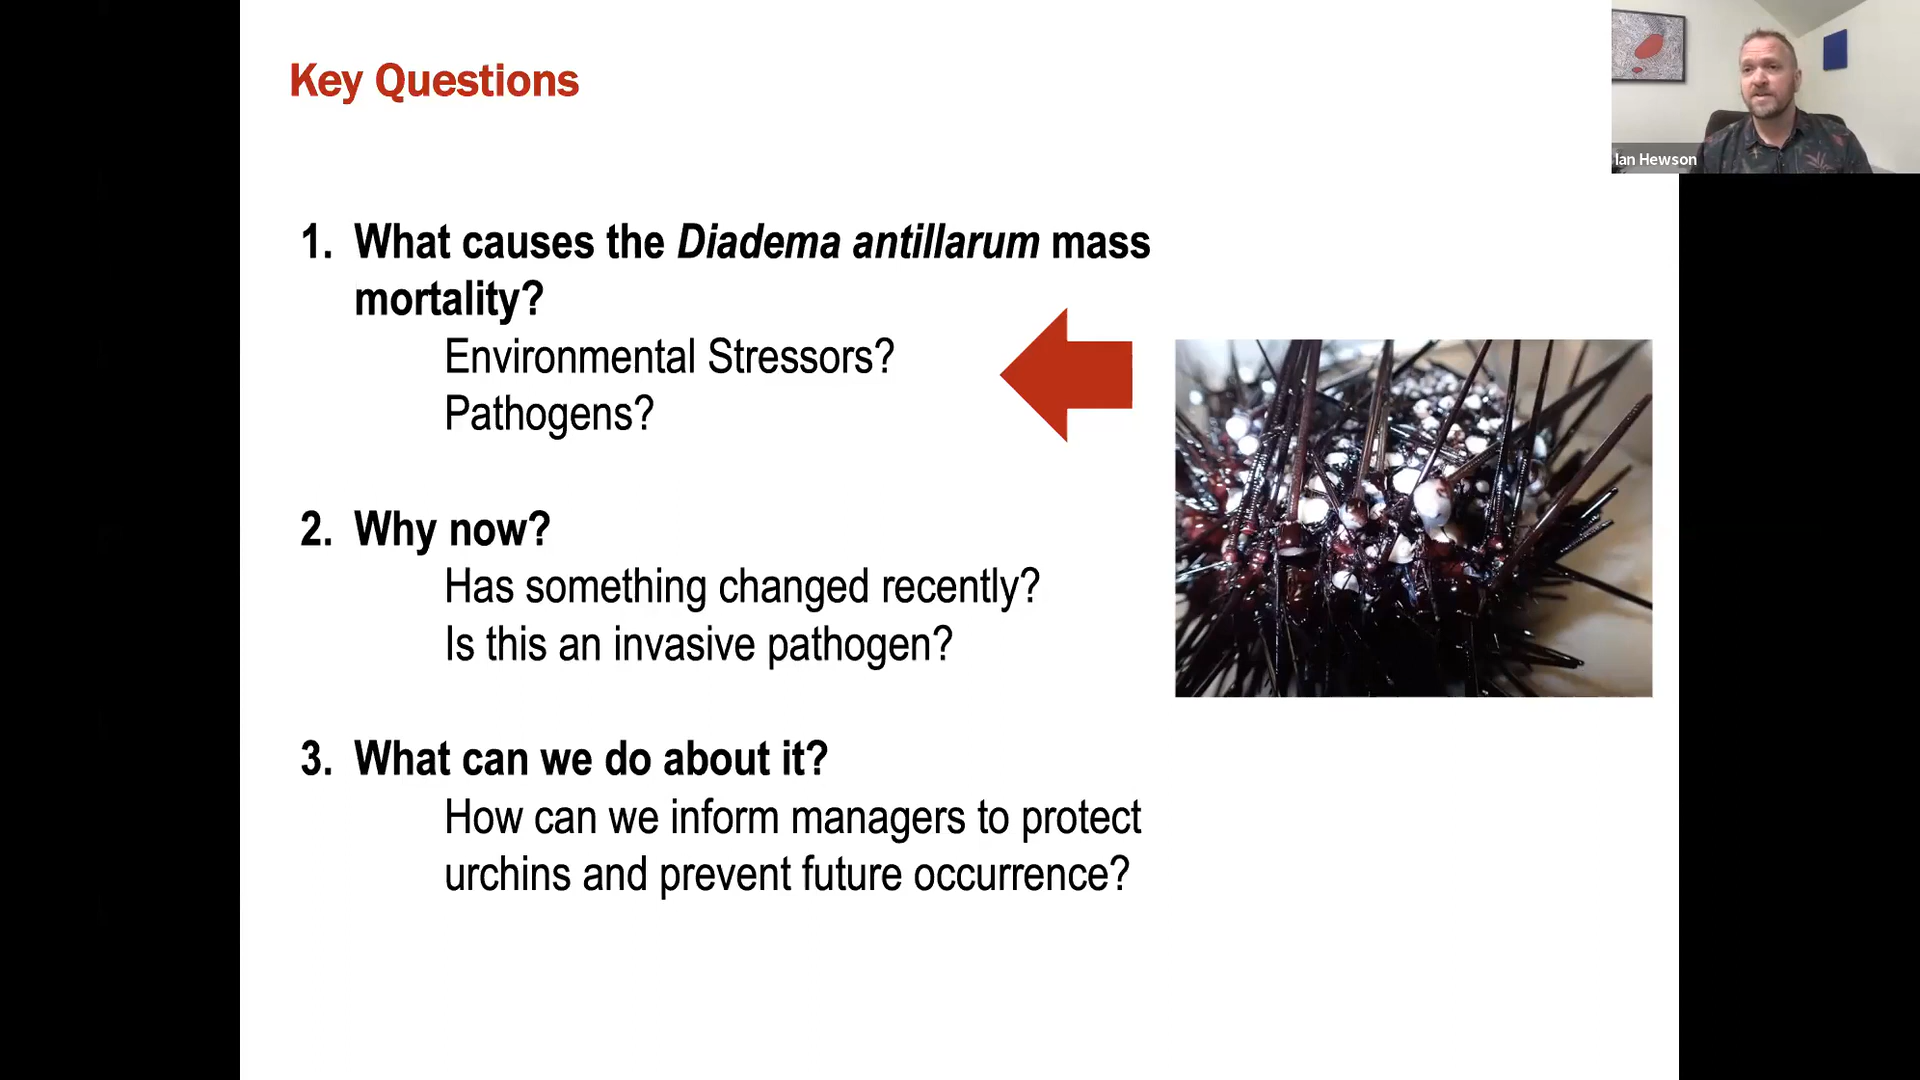 Key Questions
Ian Hewson
1. What causes the Diadema antillarum mass
mortality?
Environmental Stressors?
Pathogens?
2. Why now?
Has something changed recently?
Is this an invasive pathogen?
3. What can we do about it?
How can we inform managers to protect
urchins and prevent future occurrence?